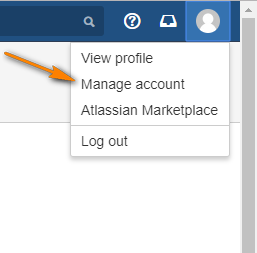 View profile
Manage account
Atlassian Marketplace
Log out